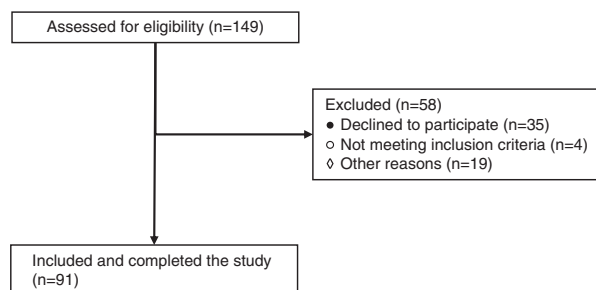 Assessed for eligibility (n=149)
Excluded (n=58)
● Declined to participate (n=35)
○ Not meeting inclusion criteria (n=4)
◊ Other reasons (n=19)
Included and completed the study
(n=91)